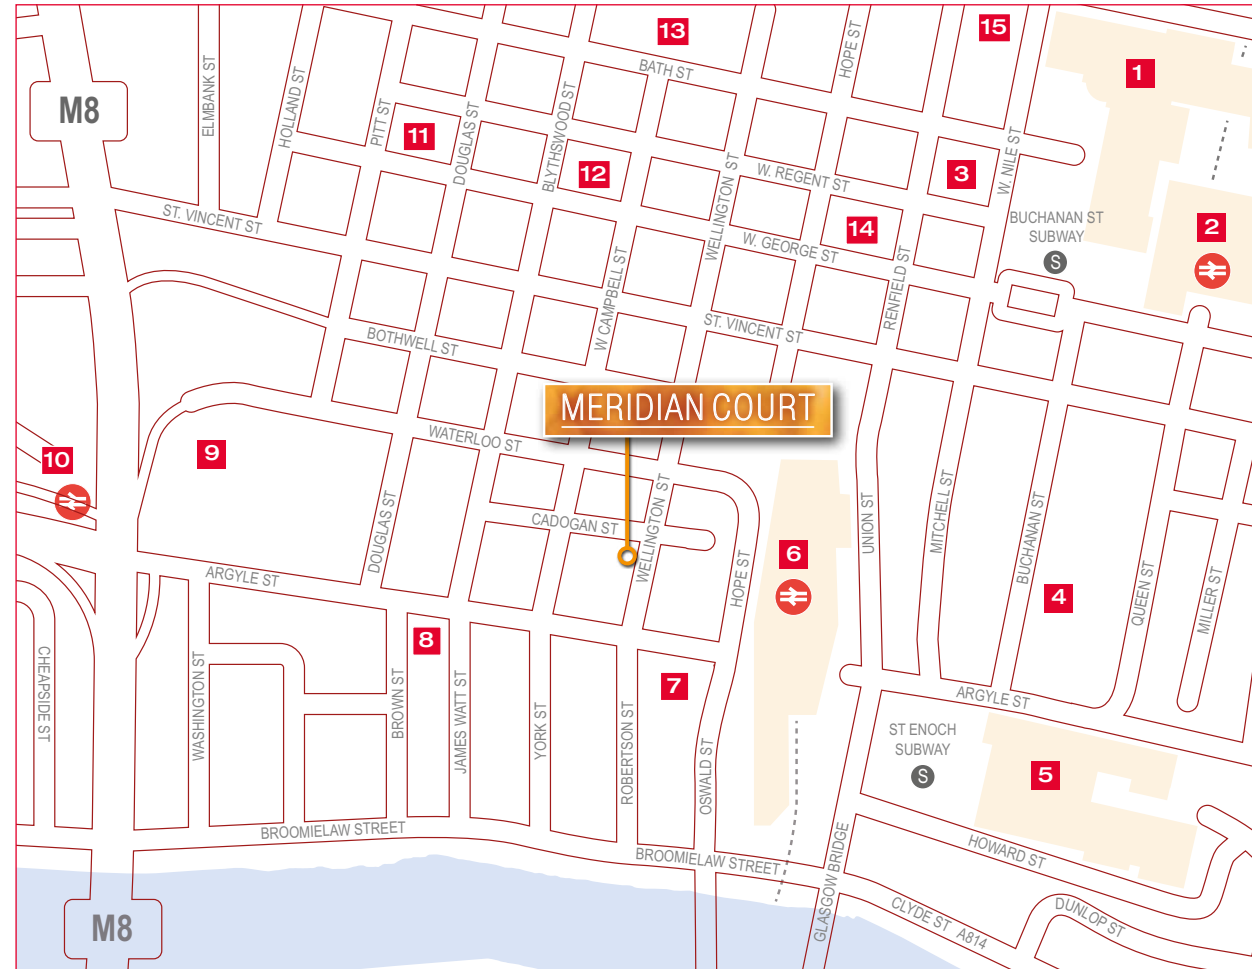 13
15
HOPE ST
BATH ST
ELMBANK ST
1
M8
HOLLAND ST
PITT ST
11
DOUGLAS ST
BLYTHSWOOD ST
12
W. REGENT ST
3
W. NILE ST
WELLINGTON ST
ST. VINCENT ST
14
W. GEORGE ST
BUCHANAN ST
SUBWAY
S
2
RENFIELD ST
W CAMPBELL ST
ST. VINCENT ST
BOTHWELL ST
MERIDIAN COURT
WATERLOO ST
10
9
DOUGLAS ST
CADOGAN ST
WELLINGTON ST
HOPE ST
6
UNION ST
MITCHELL ST
BUCHANAN ST
4
QUEEN ST
MILLER ST
ARGYLE ST
CHEAPSIDE ST
WASHINGTON ST
BROWN ST
8
JAMES WATT ST
YORK ST
ROBERTSON ST
7
OSWALD ST
ARGYLE ST
ST ENOCH
SUBWAY
S
5
BROOMIELAW STREET
BROOMIELAW STREET
GLASGOW BRIDGE
HOWARD ST
CLYDE ST A814
DUNLOP ST
M8